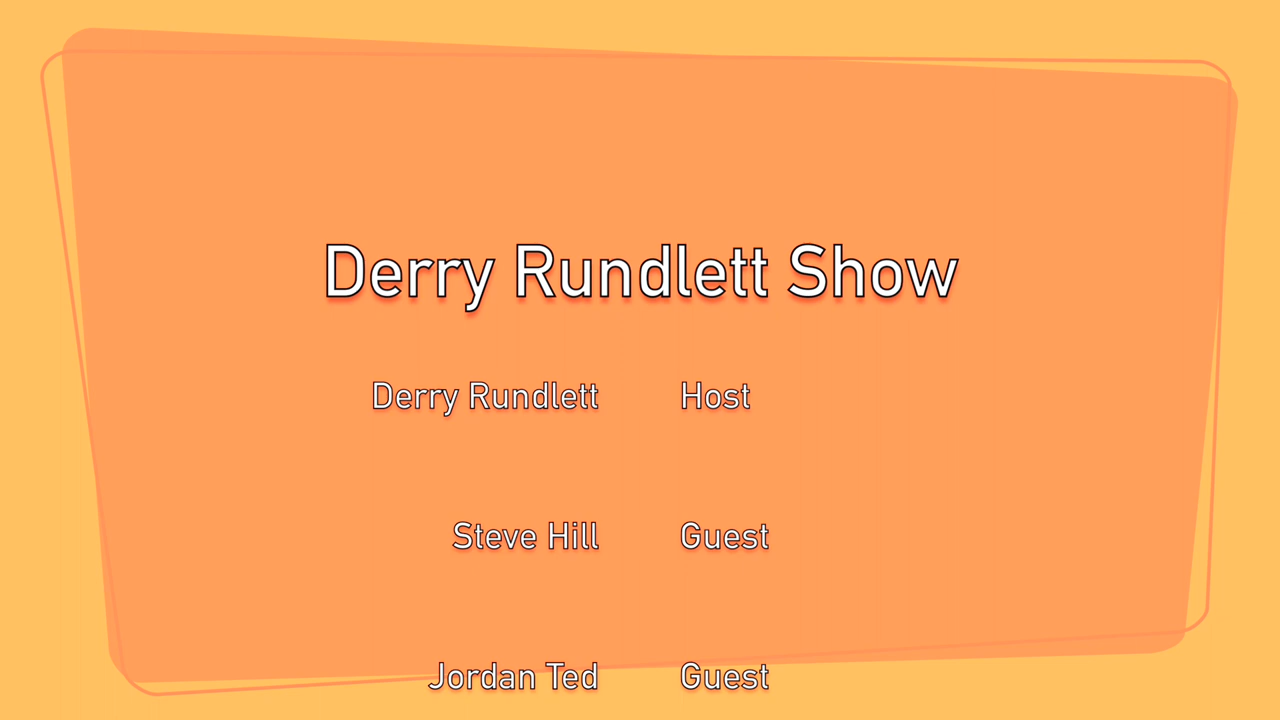 Derry Rundlett Show
Derry Rundlett Host
Steve Hill Guest
Jordan Ted Guest